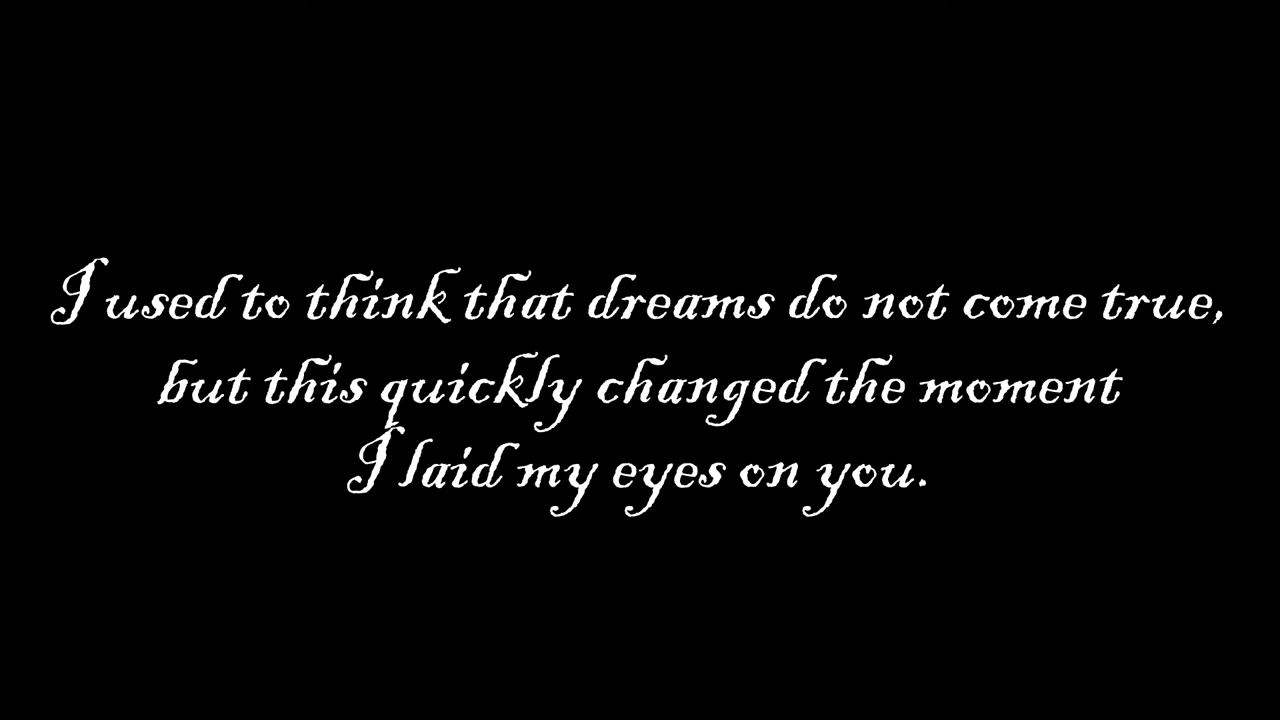 I used to think that dreams do not come true,
but this quickly changed the moment
I laid my eyes on you.